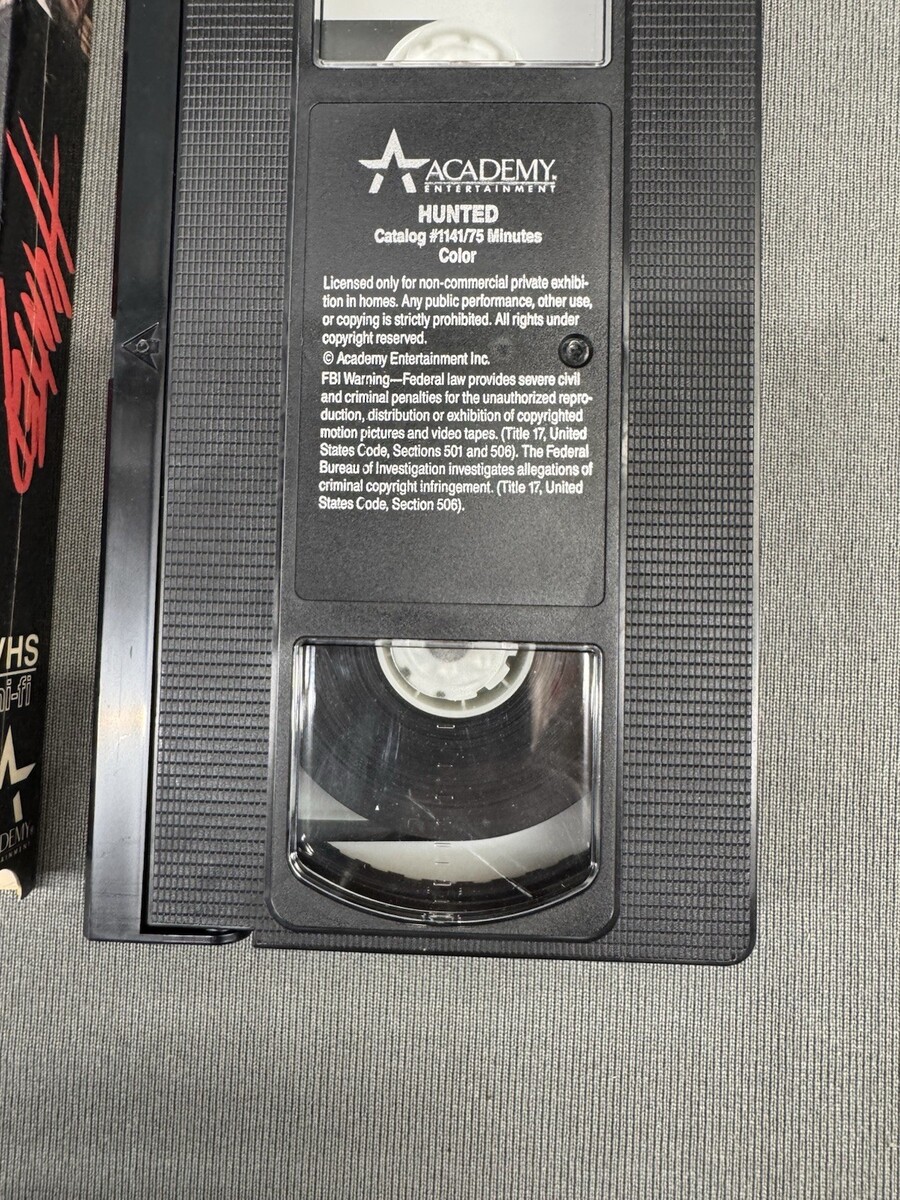 ACADEMY
ENTERTAINMENT
HUNTED
Catalog #1141/75 Minutes
Color
Licensed only for non-commercial private exhibi-
tion in homes. Any public performance, other use,
or copying is strictly prohibited. All rights under
copyright reserved.
© Academy Entertainment Inc.
FBI Warning—Federal law provides severe civil
and criminal penalties for the unauthorized repro-
duction, distribution or exhibition of copyrighted
motion pictures and video tapes. (Title 17, United
States Code, Sections 501 and 506). The Federal
Bureau of Investigation investigates allegations of
criminal copyright infringement. (Title 17, United
States Code, Section 506).
Hunted
VHS
hi-fi